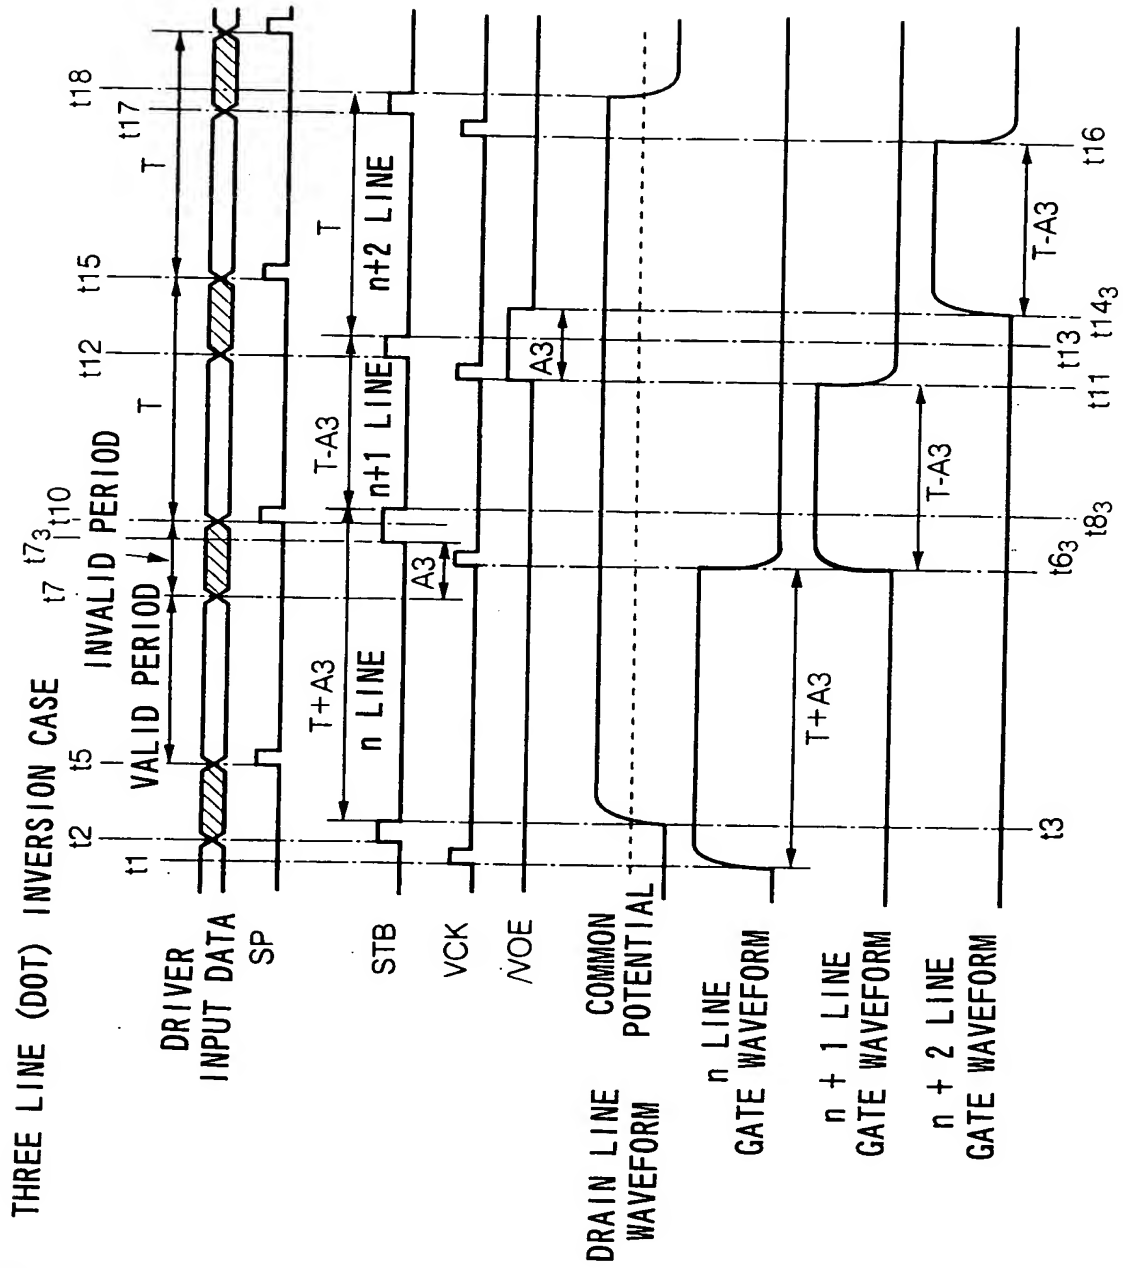 THREE LINE (DOT) INVERSION CASE
t1
t2
t5
t7
t7₃
t10
t12
t15
t17
t18
VALID PERIOD
INVALID PERIOD
T
T
DRIVER
INPUT DATA
SP
T+A3
T-A3
T
STB
n LINE
n+1 LINE
n+2 LINE
A3
VCK
/VOE
A3
DRAIN LINE
WAVEFORM
COMMON
POTENTIAL
n LINE
GATE WAVEFORM
T+A3
n + 1 LINE
GATE WAVEFORM
T-A3
n + 2 LINE
GATE WAVEFORM
T-A3
t3
t6₃
t8₃
t11
t13
t14₃
t16